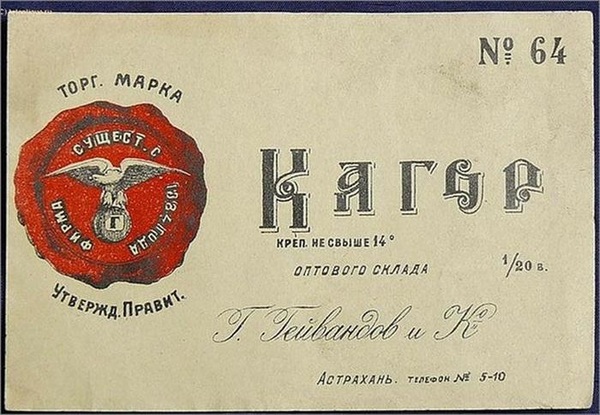 № 64
ТОРГ. МАРКА
ФИРМА СУЩЕСТ. С 1884 ГОДА
Г
УТВЕРЖД. ПРАВИТ.
КАГОР
КРЕП. НЕ СВЫШЕ 14°
ОПТОВОГО СКЛАДА
1/20 в.
Г. Гейвандов и Ко
АСТРАХАНЬ. ТЕЛЕФОН № 5-10